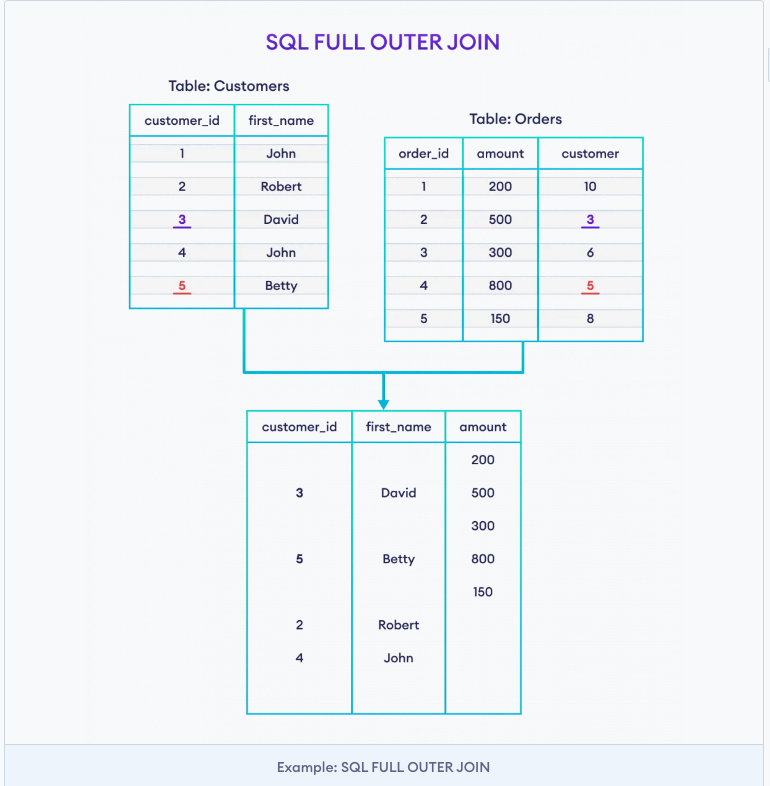 SQL FULL OUTER JOIN
Table: Customers
customer_id first_name
1 John
2 Robert
3 David
4 John
5 Betty
Table: Orders
order_id amount customer
1 200 10
2 500 3
3 300 6
4 800 5
5 150 8
customer_id first_name amount
200
3 David 500
300
5 Betty 800
150
2 Robert
4 John
Example: SQL FULL OUTER JOIN